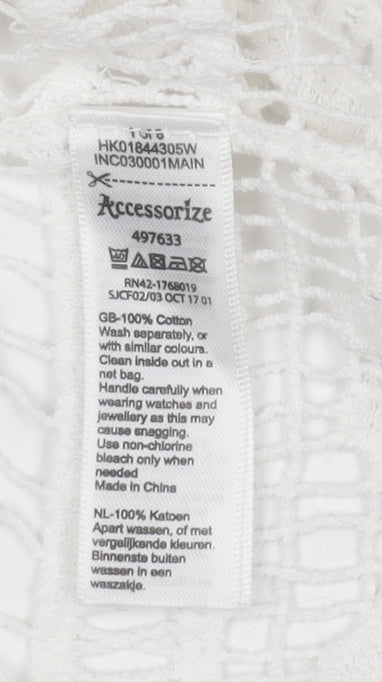 HK01844305W
INC030001MAIN
Accessorize
497633
40
RN42-1768019
SJCF02/03 OCT 17 01
GB-100% Cotton
Wash separately, or
with similar colours.
Clean inside out in a
net bag.
Handle carefully when
wearing watches and
jewellery as this may
cause snagging.
Use non-chlorine
bleach only when
needed
Made in China
NL-100% Katoen
Apart wassen, of met
vergelijkende kleuren.
Binnenste buiten
wassen in een
waszakje.